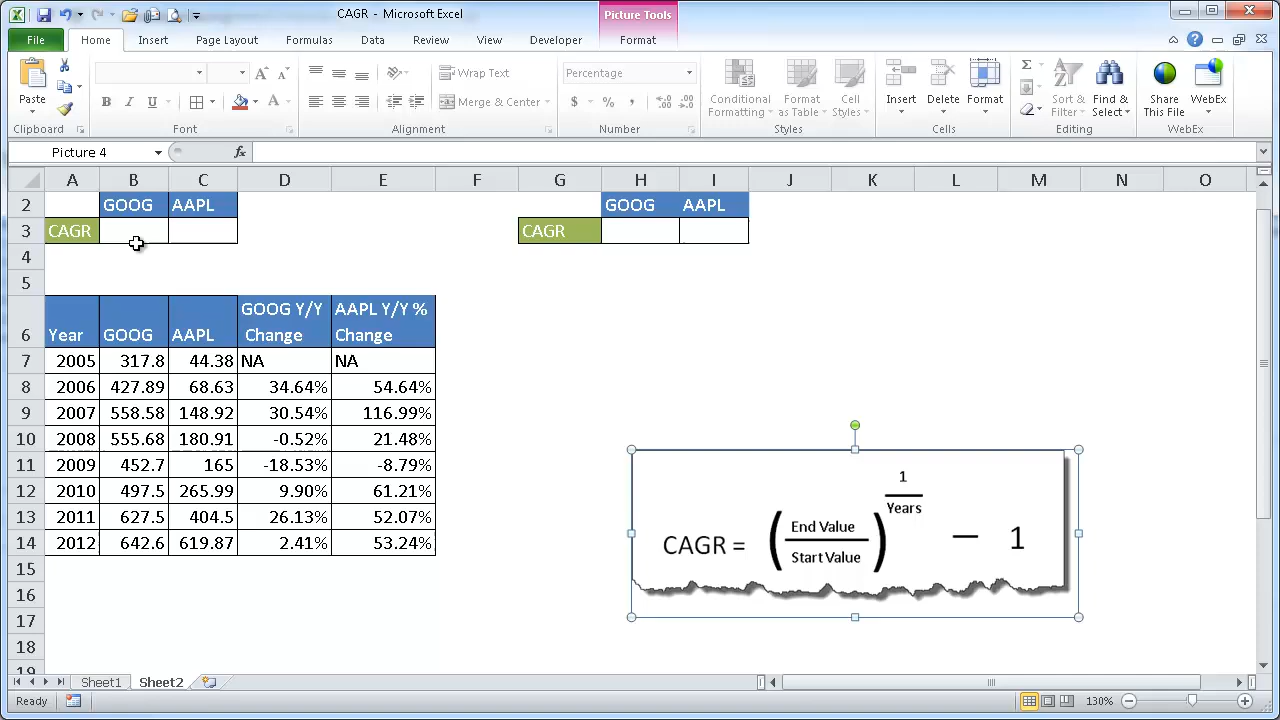 CAGR - Microsoft Excel Picture Tools
File Home Insert Page Layout Formulas Data Review View Developer Format
Paste
B I U A A A
Wrap Text
Merge & Center
Percentage
$ % ,
Conditional Formatting
Format as Table
Cell Styles
Insert Delete Format
Sort & Filter
Find & Select
Share This File
WebEx
Clipboard Font Alignment Number Styles Cells Editing WebEx
Picture 4 fx
A B C D E F G H I J K L M N O
2 GOOG AAPL GOOG AAPL
3 CAGR CAGR
4
5
GOOG Y/Y AAPL Y/Y %
6 Year GOOG AAPL Change Change
7 2005 317.8 44.38 NA NA
8 2006 427.89 68.63 34.64% 54.64%
9 2007 558.58 148.92 30.54% 116.99%
10 2008 555.68 180.91 -0.52% 21.48%
11 2009 452.7 165 -18.53% -8.79%
12 2010 497.5 265.99 9.90% 61.21%
13 2011 627.5 404.5 26.13% 52.07%
14 2012 642.6 619.87 2.41% 53.24%
15
16
17
18
19
1
Years
CAGR = ( End Value
Start Value ) — 1
Sheet1 Sheet2
Ready 130%